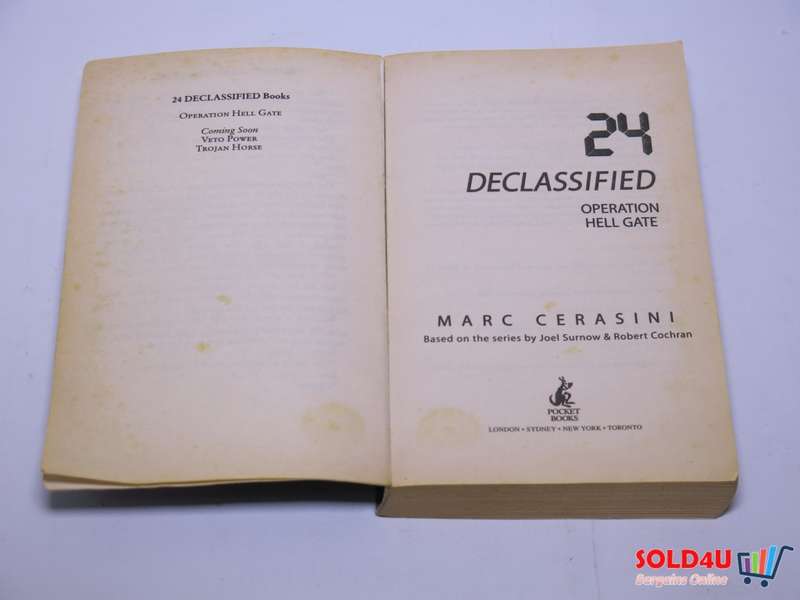 24 DECLASSIFIED Books
OPERATION HELL GATE
Coming Soon
VETO POWER
TROJAN HORSE
24
DECLASSIFIED
OPERATION
HELL GATE
MARC CERASINI
Based on the series by Joel Surnow & Robert Cochran
POCKET
BOOKS
LONDON • SYDNEY • NEW YORK • TORONTO
SOLD4U
Bargains Online